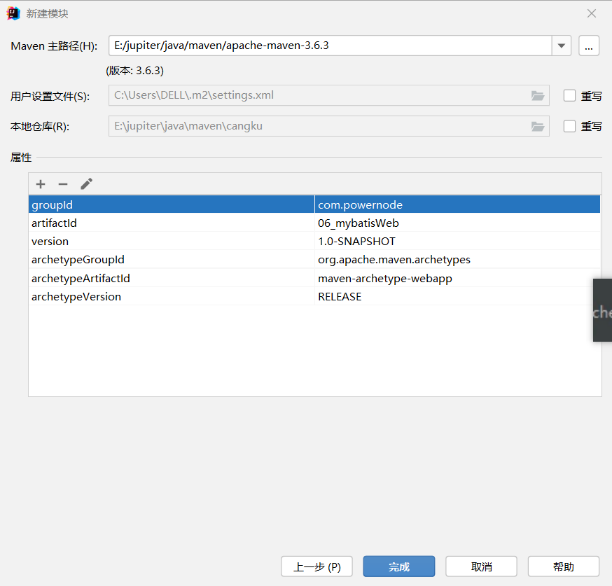 新建模块
Maven 主路径(H): E:/jupiter/java/maven/apache-maven-3.6.3 ...
(版本: 3.6.3)
用户设置文件(S): C:\Users\DELL\.m2\settings.xml 重写
本地仓库(R): E:\jupiter\java\maven\cangku 重写
属性
groupId com.powernode
artifactId 06_mybatisWeb
version 1.0-SNAPSHOT
archetypeGroupId org.apache.maven.archetypes
archetypeArtifactId maven-archetype-webapp
archetypeVersion RELEASE
che
上一步 (P) 完成 取消 帮助